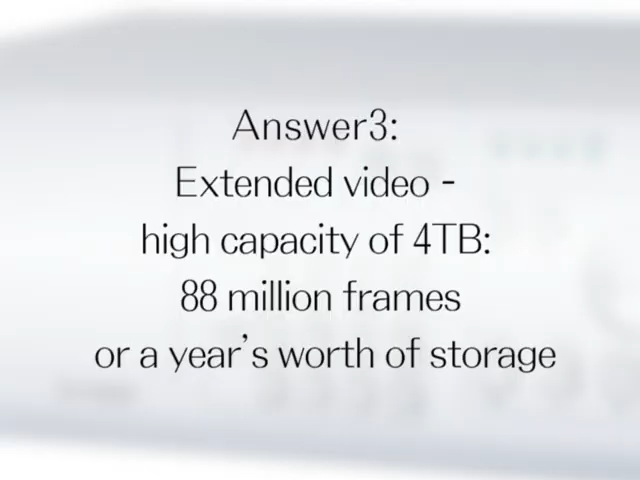 Answer3:
Extended video -
high capacity of 4TB:
88 million frames
or a year's worth of storage